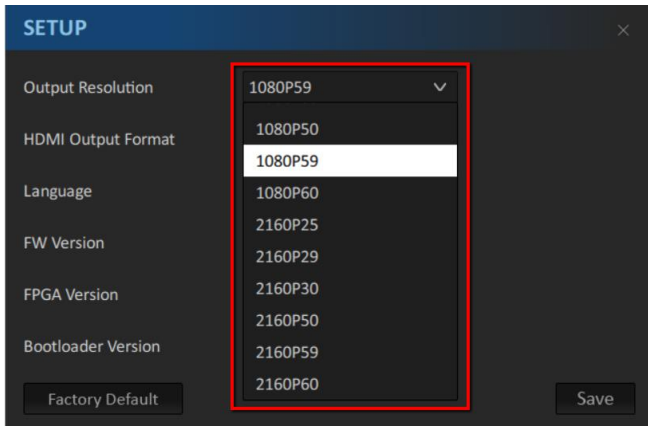 SETUP
Output Resolution 1080P59
1080P50
HDMI Output Format
1080P59
Language 1080P60
2160P25
FW Version
2160P29
FPGA Version 2160P30
2160P50
Bootloader Version 2160P59
2160P60
Factory Default Save